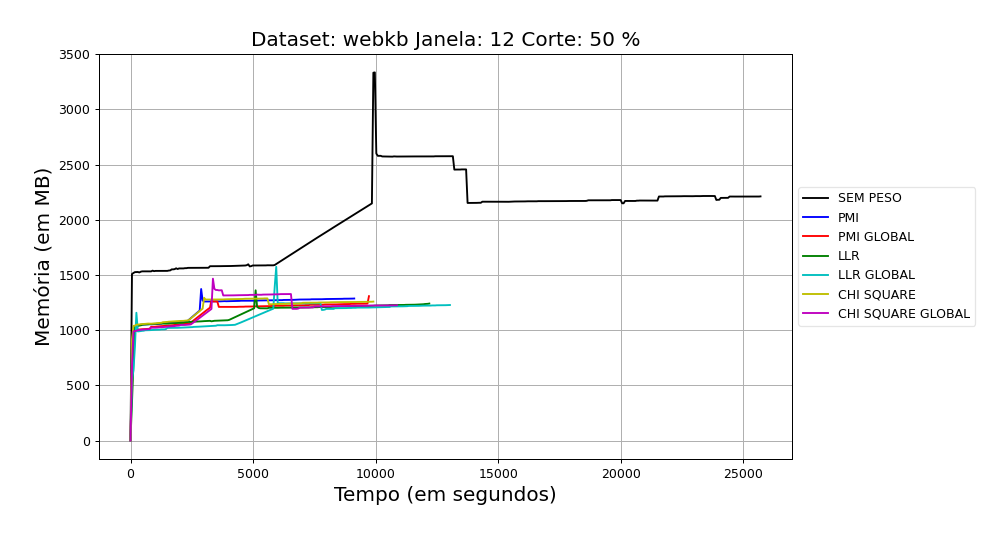 Dataset: webkb Janela: 12 Corte: 50 %
Memória (em MB)
3500
3000
2500
2000
1500
1000
500
0
0 5000 10000 15000 20000 25000
Tempo (em segundos)
SEM PESO
PMI
PMI GLOBAL
LLR
LLR GLOBAL
CHI SQUARE
CHI SQUARE GLOBAL